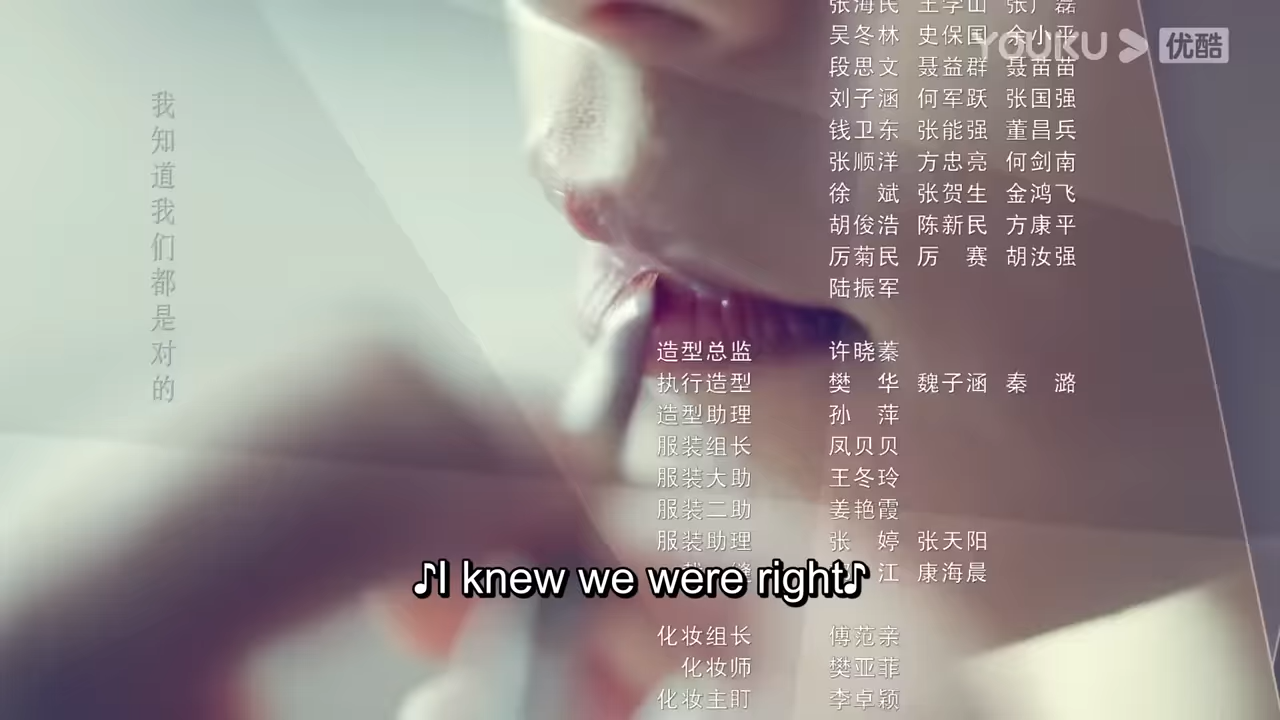 张海民 王学山 张广磊
吴冬林 史保国 余小平
YOUKU 优酷
段思文 聂益群 聂苗苗
刘子涵 何军跃 张国强
钱卫东 张能强 董昌兵
张顺洋 方忠亮 何剑南
徐 斌 张贺生 金鸿飞
胡俊浩 陈新民 方康平
厉菊民 厉 赛 胡汝强
陆振军
我知道我们都是对的
造型总监 许晓蓁
执行造型 樊 华 魏子涵 秦 潞
造型助理 孙 萍
服装组长 凤贝贝
服装大助 王冬玲
服装二助 姜艳霞
服装助理 张 婷 张天阳
缝 江 康海晨
♪I knew we were right♪
化妆组长 傅范亲
化妆师 樊亚菲
化妆主盯 李卓颖